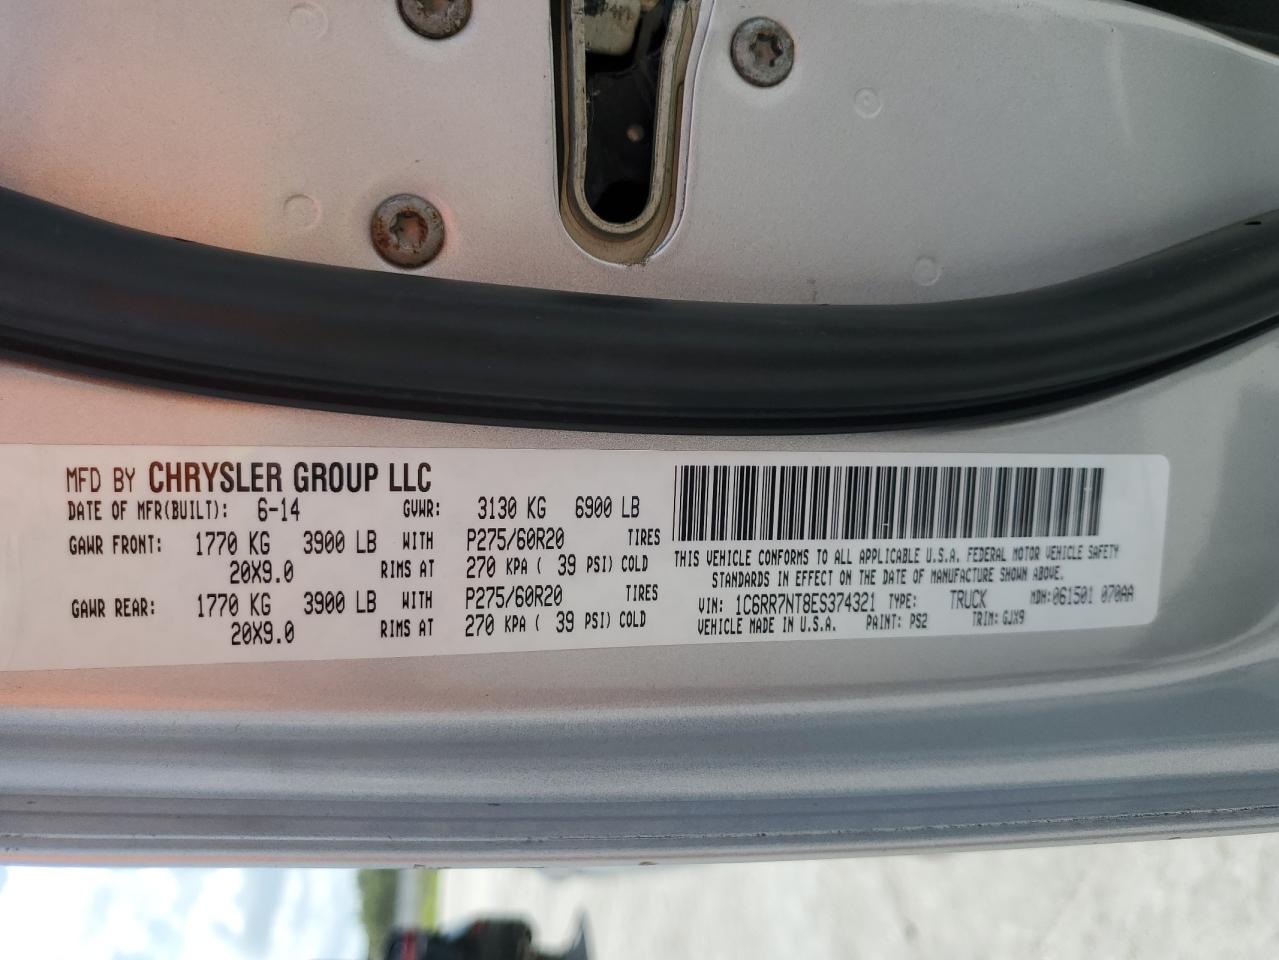 MFD BY CHRYSLER GROUP LLC
DATE OF MFR(BUILT): 6-14 GVWR: 3130 KG 6900 LB
GAWR FRONT: 1770 KG 3900 LB WITH P275/60R20 TIRES
20X9.0 RIMS AT 270 KPA ( 39 PSI) COLD
GAWR REAR: 1770 KG 3900 LB WITH P275/60R20 TIRES
20X9.0 RIMS AT 270 KPA ( 39 PSI) COLD
THIS VEHICLE CONFORMS TO ALL APPLICABLE U.S.A. FEDERAL MOTOR VEHICLE SAFETY
STANDARDS IN EFFECT ON THE DATE OF MANUFACTURE SHOWN ABOVE.
VIN: 1C6RR7NT8ES374321 TYPE: TRUCK MDH: 061501 070AA
VEHICLE MADE IN U.S.A. PAINT: PS2 TRIM: GJX9